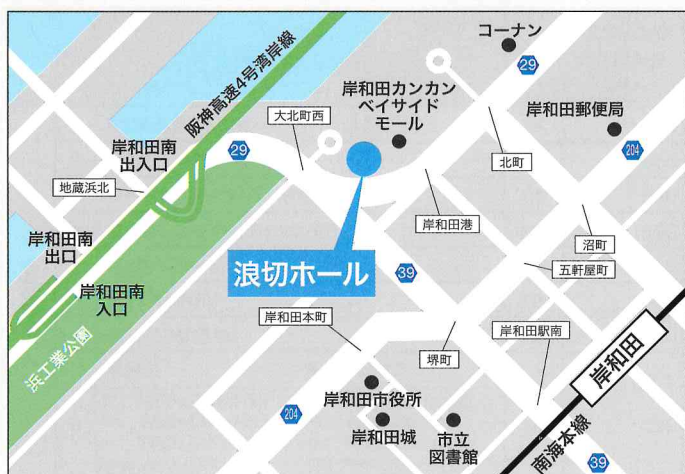 コーナン
29
阪神高速4号湾岸線
岸和田カンカン
ベイサイド
モール
大北町西
岸和田郵便局
204
岸和田南
出入口
29
北町
地蔵浜北
岸和田港
岸和田南
出口
沼町
浪切ホール
39
五軒屋町
岸和田南
入口
岸和田本町
堺町
岸和田駅南
岸和田
浜工業公園
岸和田市役所
204
岸和田城
市立
図書館
南海本線
39